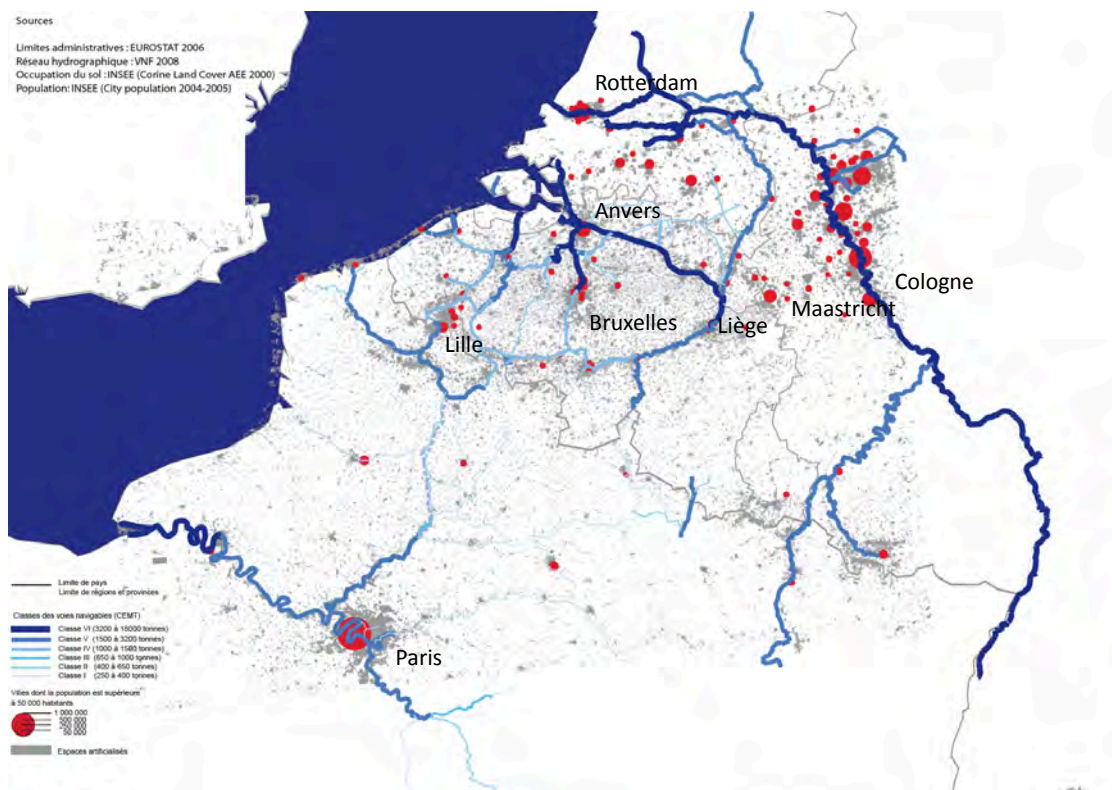 Sources
Limites administratives : EUROSTAT 2006
Réseau hydrographique : VNF 2008
Occupation du sol : INSEE (Corine Land Cover AEE 2000)
Population: INSEE (City population 2004-2005)
Rotterdam
Anvers
Cologne
Maastricht
Bruxelles
Liège
Lille
Paris
Limite de pays
Limite de régions et provinces
Classes des voies navigables (CEMT)
Classe VI (3200 à 18000 tonnes)
Classe V (1500 à 3200 tonnes)
Classe IV (1000 à 1500 tonnes)
Classe III (650 à 1000 tonnes)
Classe II (400 à 650 tonnes)
Classe I (250 à 400 tonnes)
Villes dont la population est supérieure
à 50 000 habitants
1 000 000
500 000
250 000
50 000
Espaces artificialisés